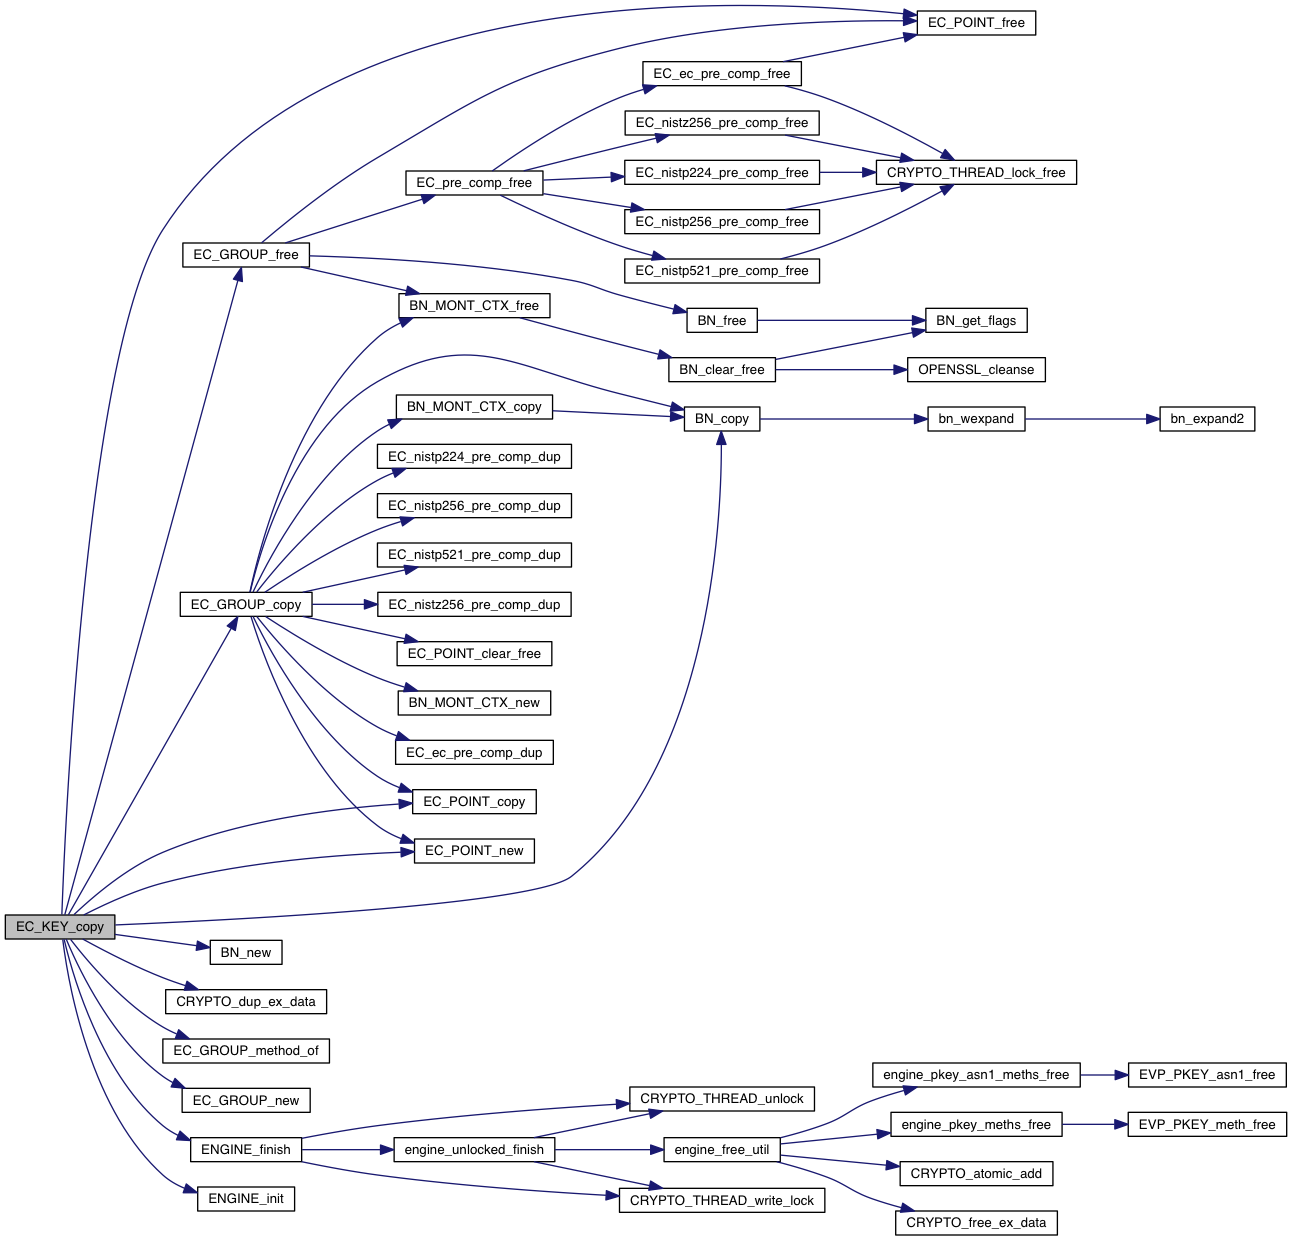 EC_POINT_free
EC_ec_pre_comp_free
EC_nistz256_pre_comp_free
EC_nistp224_pre_comp_free
CRYPTO_THREAD_lock_free
EC_pre_comp_free
EC_nistp256_pre_comp_free
EC_GROUP_free
EC_nistp521_pre_comp_free
BN_MONT_CTX_free
BN_free
BN_get_flags
BN_clear_free
OPENSSL_cleanse
BN_MONT_CTX_copy
BN_copy
bn_wexpand
bn_expand2
EC_nistp224_pre_comp_dup
EC_nistp256_pre_comp_dup
EC_nistp521_pre_comp_dup
EC_GROUP_copy
EC_nistz256_pre_comp_dup
EC_POINT_clear_free
BN_MONT_CTX_new
EC_ec_pre_comp_dup
EC_POINT_copy
EC_POINT_new
EC_KEY_copy
BN_new
CRYPTO_dup_ex_data
EC_GROUP_method_of
EC_GROUP_new
engine_pkey_asn1_meths_free
EVP_PKEY_asn1_free
CRYPTO_THREAD_unlock
engine_pkey_meths_free
EVP_PKEY_meth_free
ENGINE_finish
engine_unlocked_finish
engine_free_util
CRYPTO_atomic_add
ENGINE_init
CRYPTO_THREAD_write_lock
CRYPTO_free_ex_data